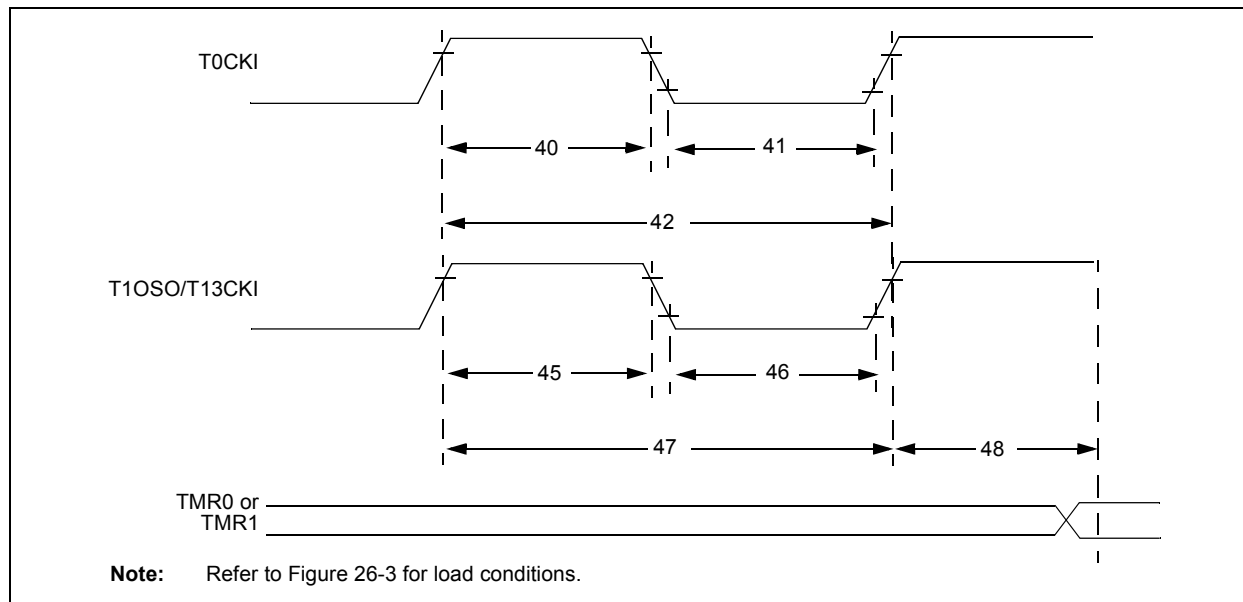 T0CKI
40
41
42
T1OSO/T13CKI
45
46
47
48
TMR0 or
TMR1
Note: Refer to Figure 26-3 for load conditions.